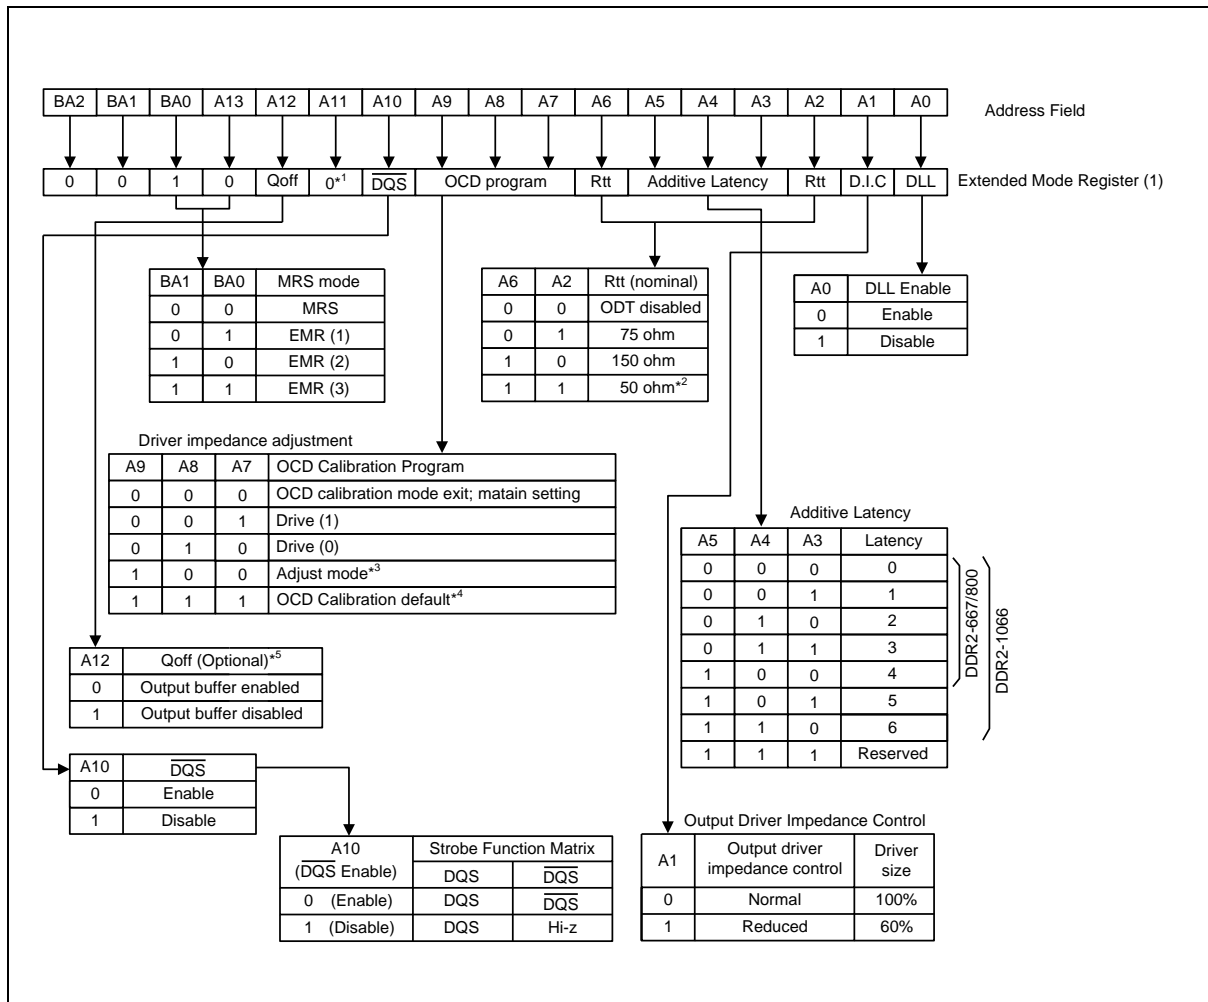 BA2 BA1 BA0 A13 A12 A11 A10 A9 A8 A7 A6 A5 A4 A3 A2 A1 A0 Address Field
0 0 1 0 Qoff 0*1 DQS OCD program Rtt Additive Latency Rtt D.I.C DLL Extended Mode Register (1)
BA1 BA0 MRS mode
0 0 MRS
0 1 EMR (1)
1 0 EMR (2)
1 1 EMR (3)
A6 A2 Rtt (nominal)
0 0 ODT disabled
0 1 75 ohm
1 0 150 ohm
1 1 50 ohm*2
A0 DLL Enable
0 Enable
1 Disable
Driver impedance adjustment
A9 A8 A7 OCD Calibration Program
0 0 0 OCD calibration mode exit; matain setting
0 0 1 Drive (1)
0 1 0 Drive (0)
1 0 0 Adjust mode*3
1 1 1 OCD Calibration default*4
Additive Latency
A5 A4 A3 Latency
0 0 0 0
0 0 1 1
0 1 0 2
0 1 1 3
1 0 0 4
1 0 1 5
1 1 0 6
1 1 1 Reserved
DDR2-667/800
DDR2-1066
A12 Qoff (Optional)*5
0 Output buffer enabled
1 Output buffer disabled
A10 DQS
0 Enable
1 Disable
A10 (DQS Enable) Strobe Function Matrix
DQS DQS
0 (Enable) DQS DQS
1 (Disable) DQS Hi-z
Output Driver Impedance Control
A1 Output driver impedance control Driver size
0 Normal 100%
1 Reduced 60%